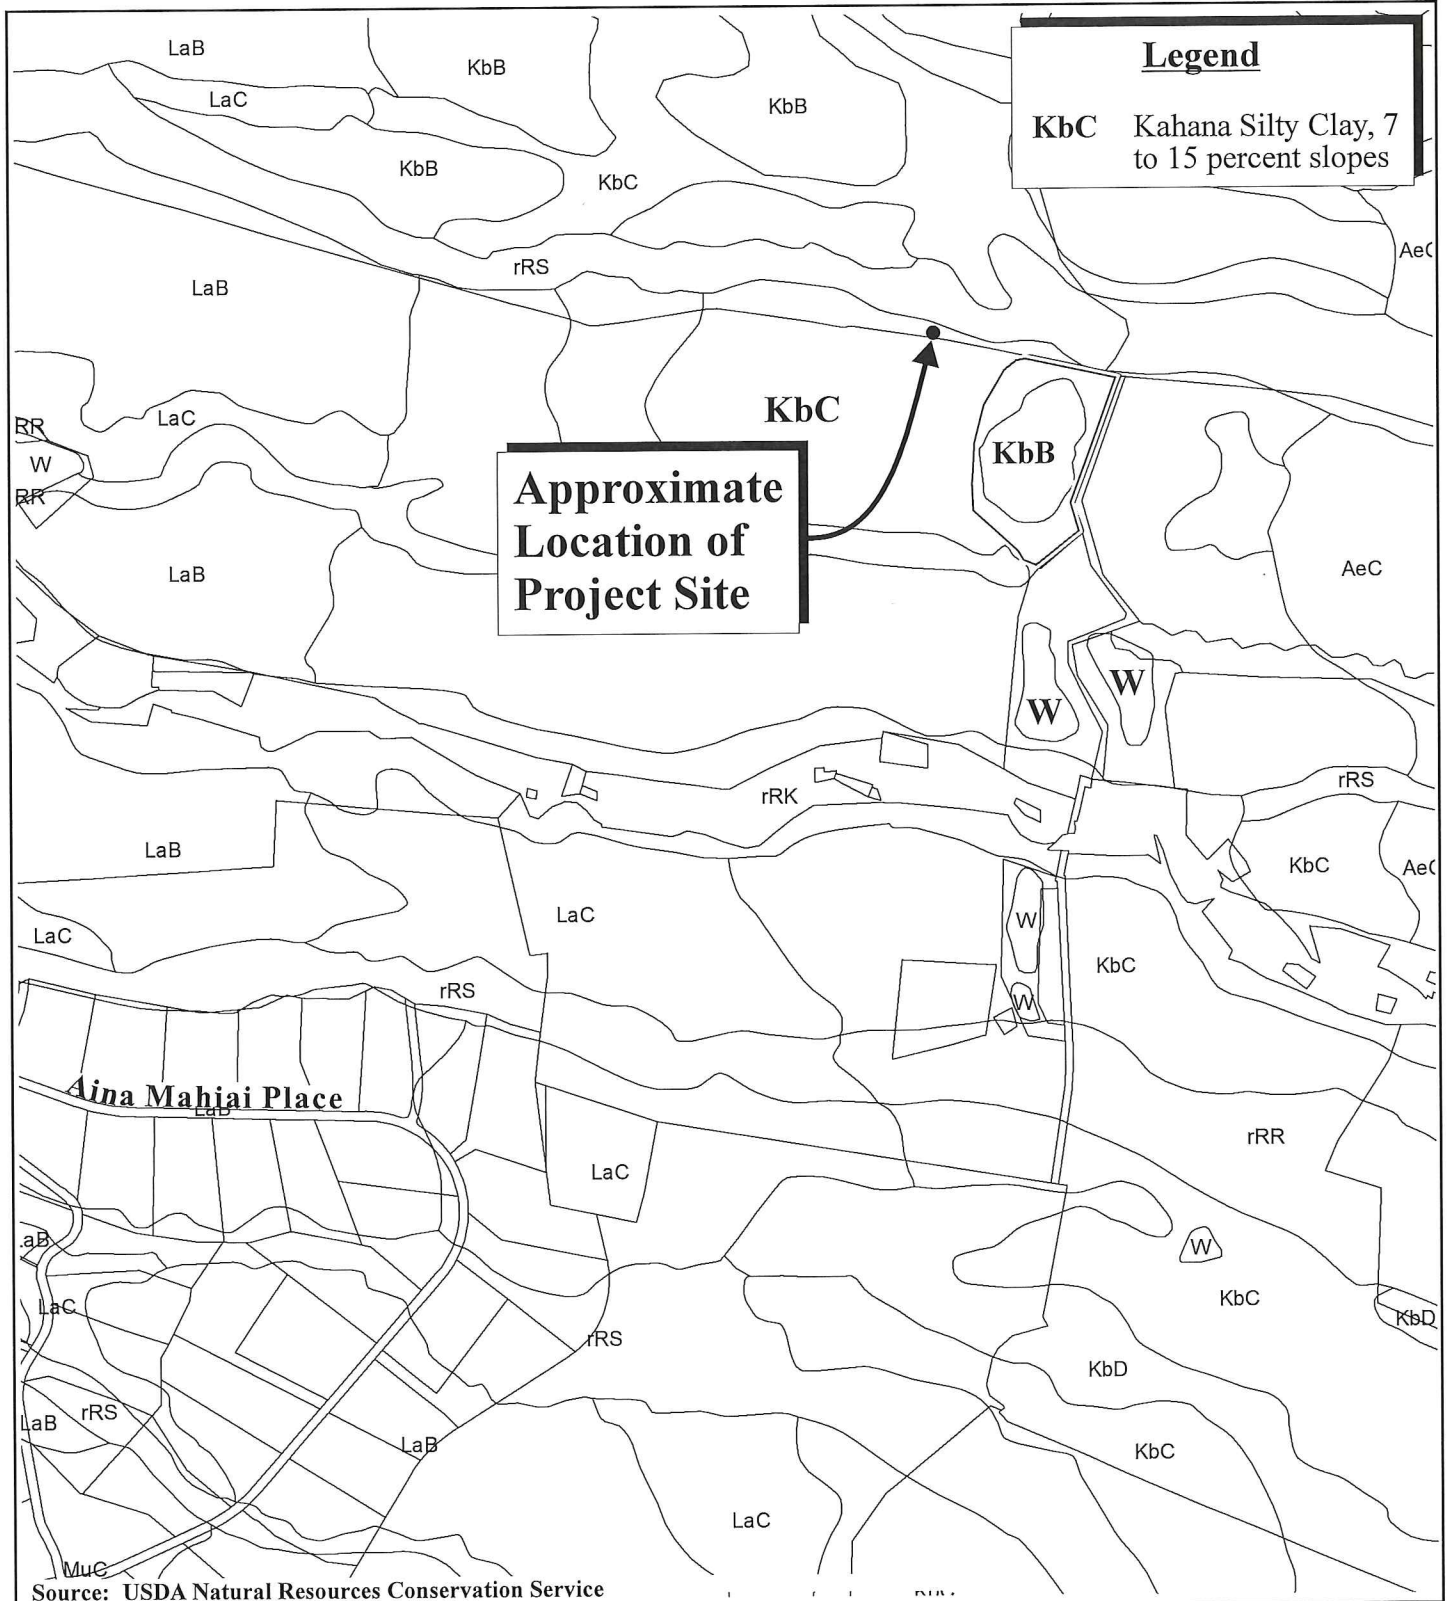 LaB
KbB
Legend
LaC
KbB
KbC Kahana Silty Clay, 7
to 15 percent slopes
KbB
KbC
rRS
LaB
KbC
LaC
RR
W
RR
KbB
Approximate
Location of
Project Site
LaB
AeC
W
W
rRS
rRK
LaB
KbC
LaC
W
LaC
KbC
rRS
W
Aina Mahiai Place
LaB
rRR
LaC
W
LaC
KbC
KbD
rRS
KbD
LaB
rRS
LaB
KbC
LaC
MuC
Source: USDA Natural Resources Conservation Service